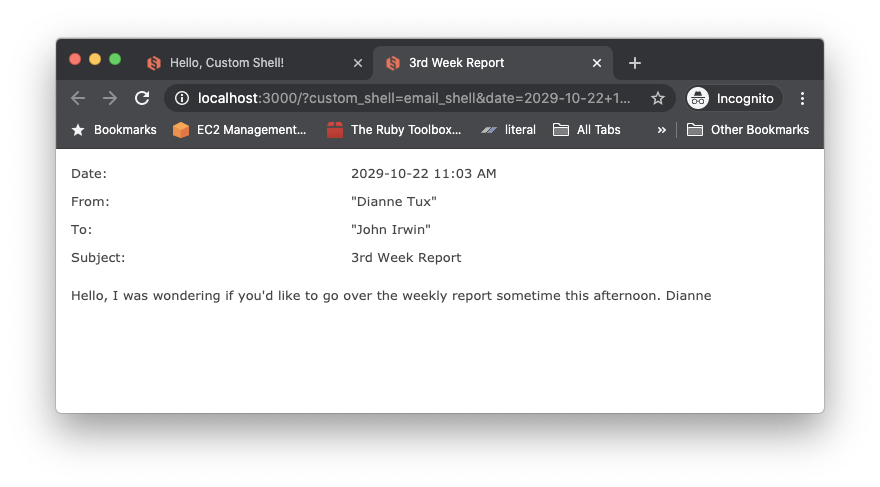 Hello, Custom Shell!
3rd Week Report
localhost:3000/?custom_shell=email_shell&date=2029-10-22+1...
Incognito
Bookmarks
EC2 Management...
The Ruby Toolbox...
literal
All Tabs
»
Other Bookmarks
Date: 2029-10-22 11:03 AM
From: "Dianne Tux"
To: "John Irwin"
Subject: 3rd Week Report
Hello, I was wondering if you'd like to go over the weekly report sometime this afternoon. Dianne